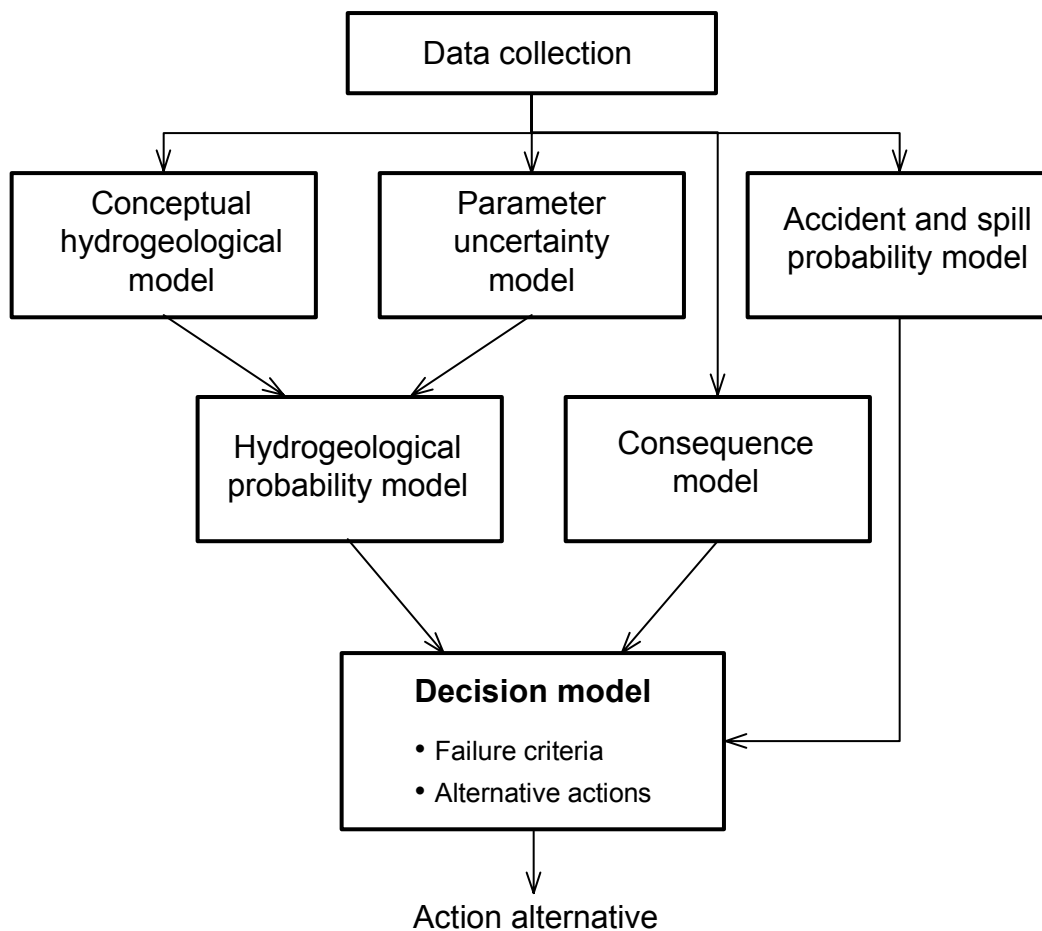 Data collection
Conceptual
hydrogeological
model
Parameter
uncertainty
model
Accident and spill
probability model
Hydrogeological
probability model
Consequence
model
Decision model
• Failure criteria
• Alternative actions
Action alternative